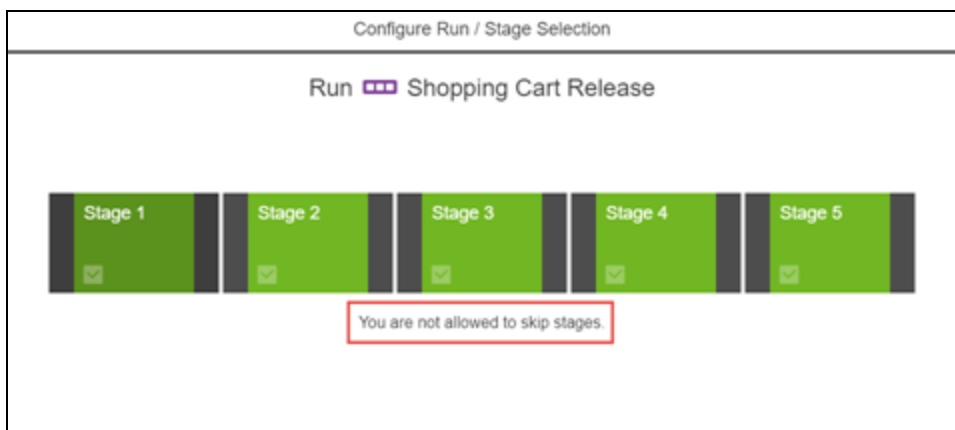 Configure Run / Stage Selection
Run Shopping Cart Release
Stage 1 Stage 2 Stage 3 Stage 4 Stage 5
You are not allowed to skip stages.